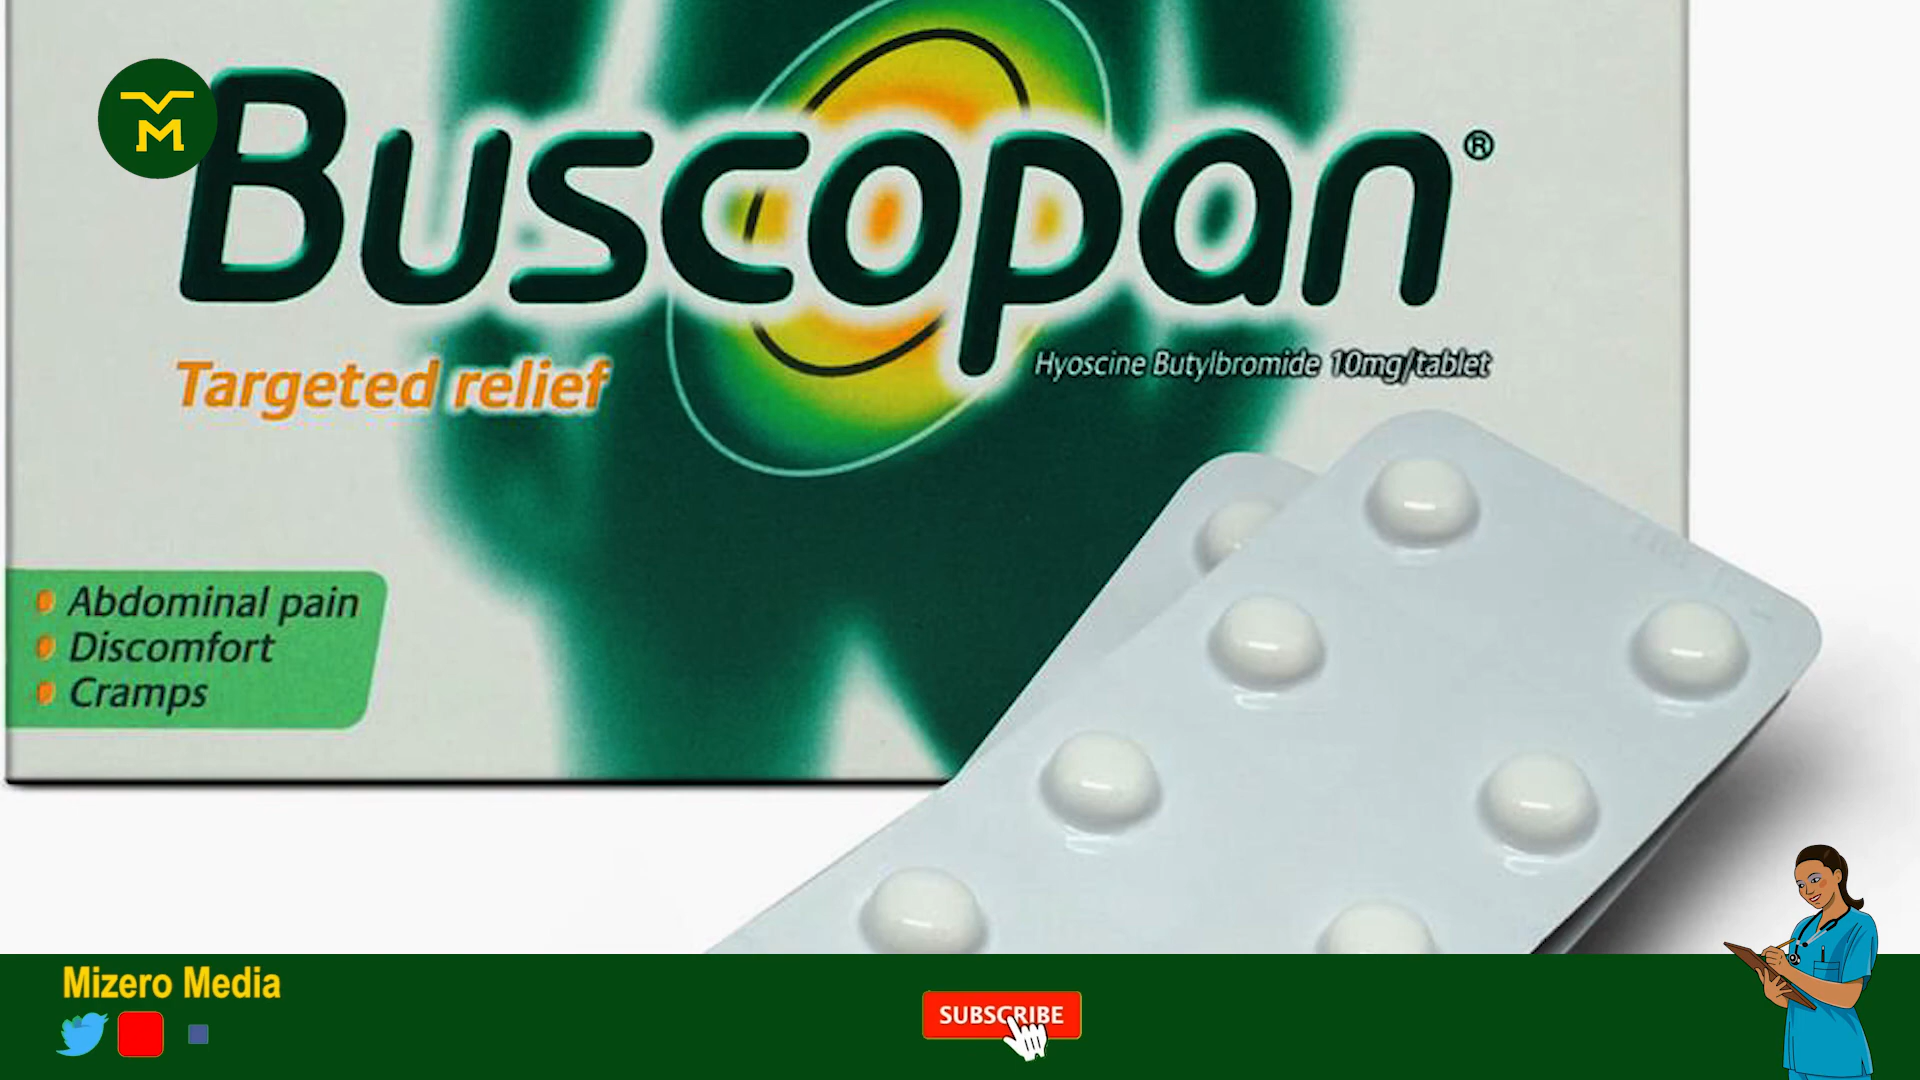 M
Buscopan®
Targeted relief
Hyoscine Butylbromide 10mg/tablet
Abdominal pain
Discomfort
Cramps
Mizero Media
SUBSCRIBE